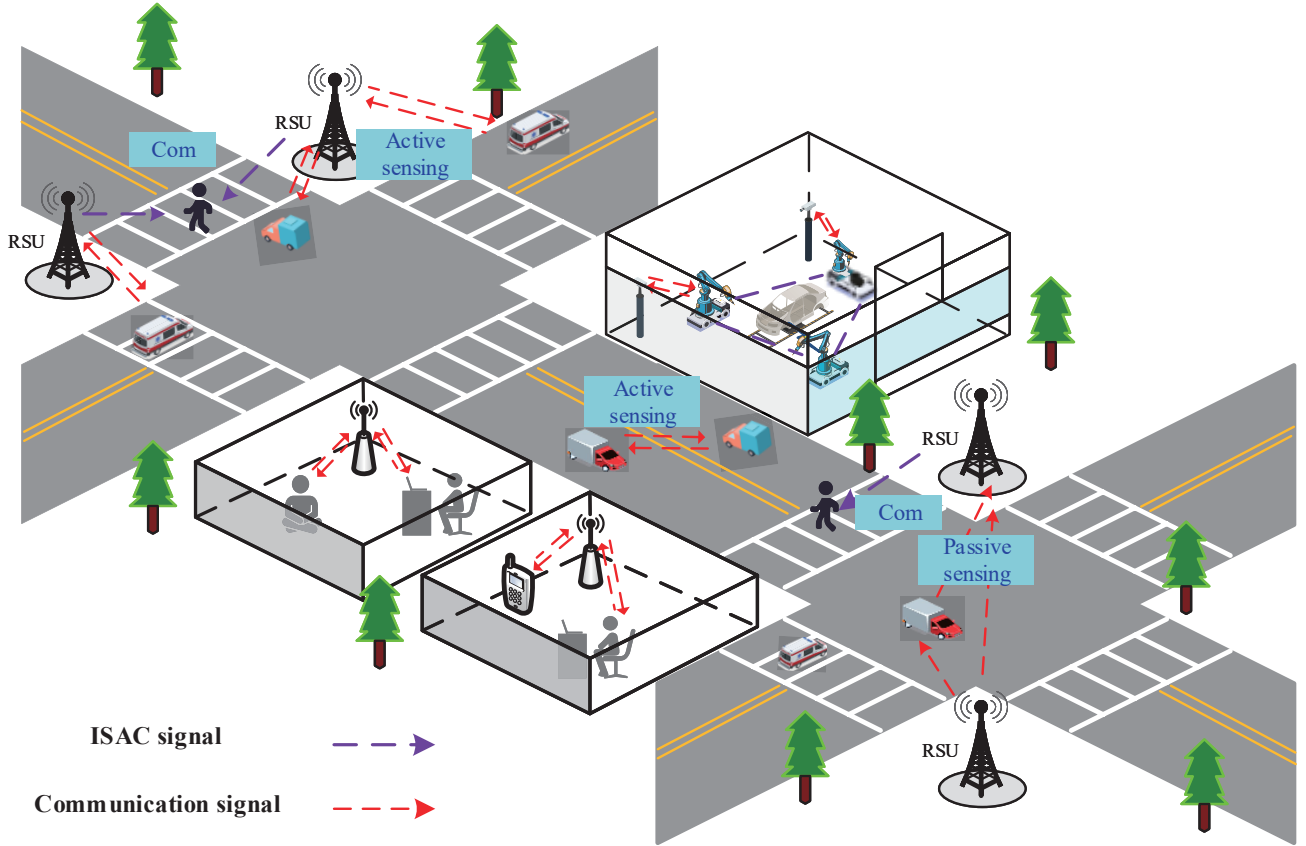 RSU
Com
Active
sensing
RSU
Active
sensing
RSU
Com
Passive
sensing
RSU
ISAC signal
Communication signal